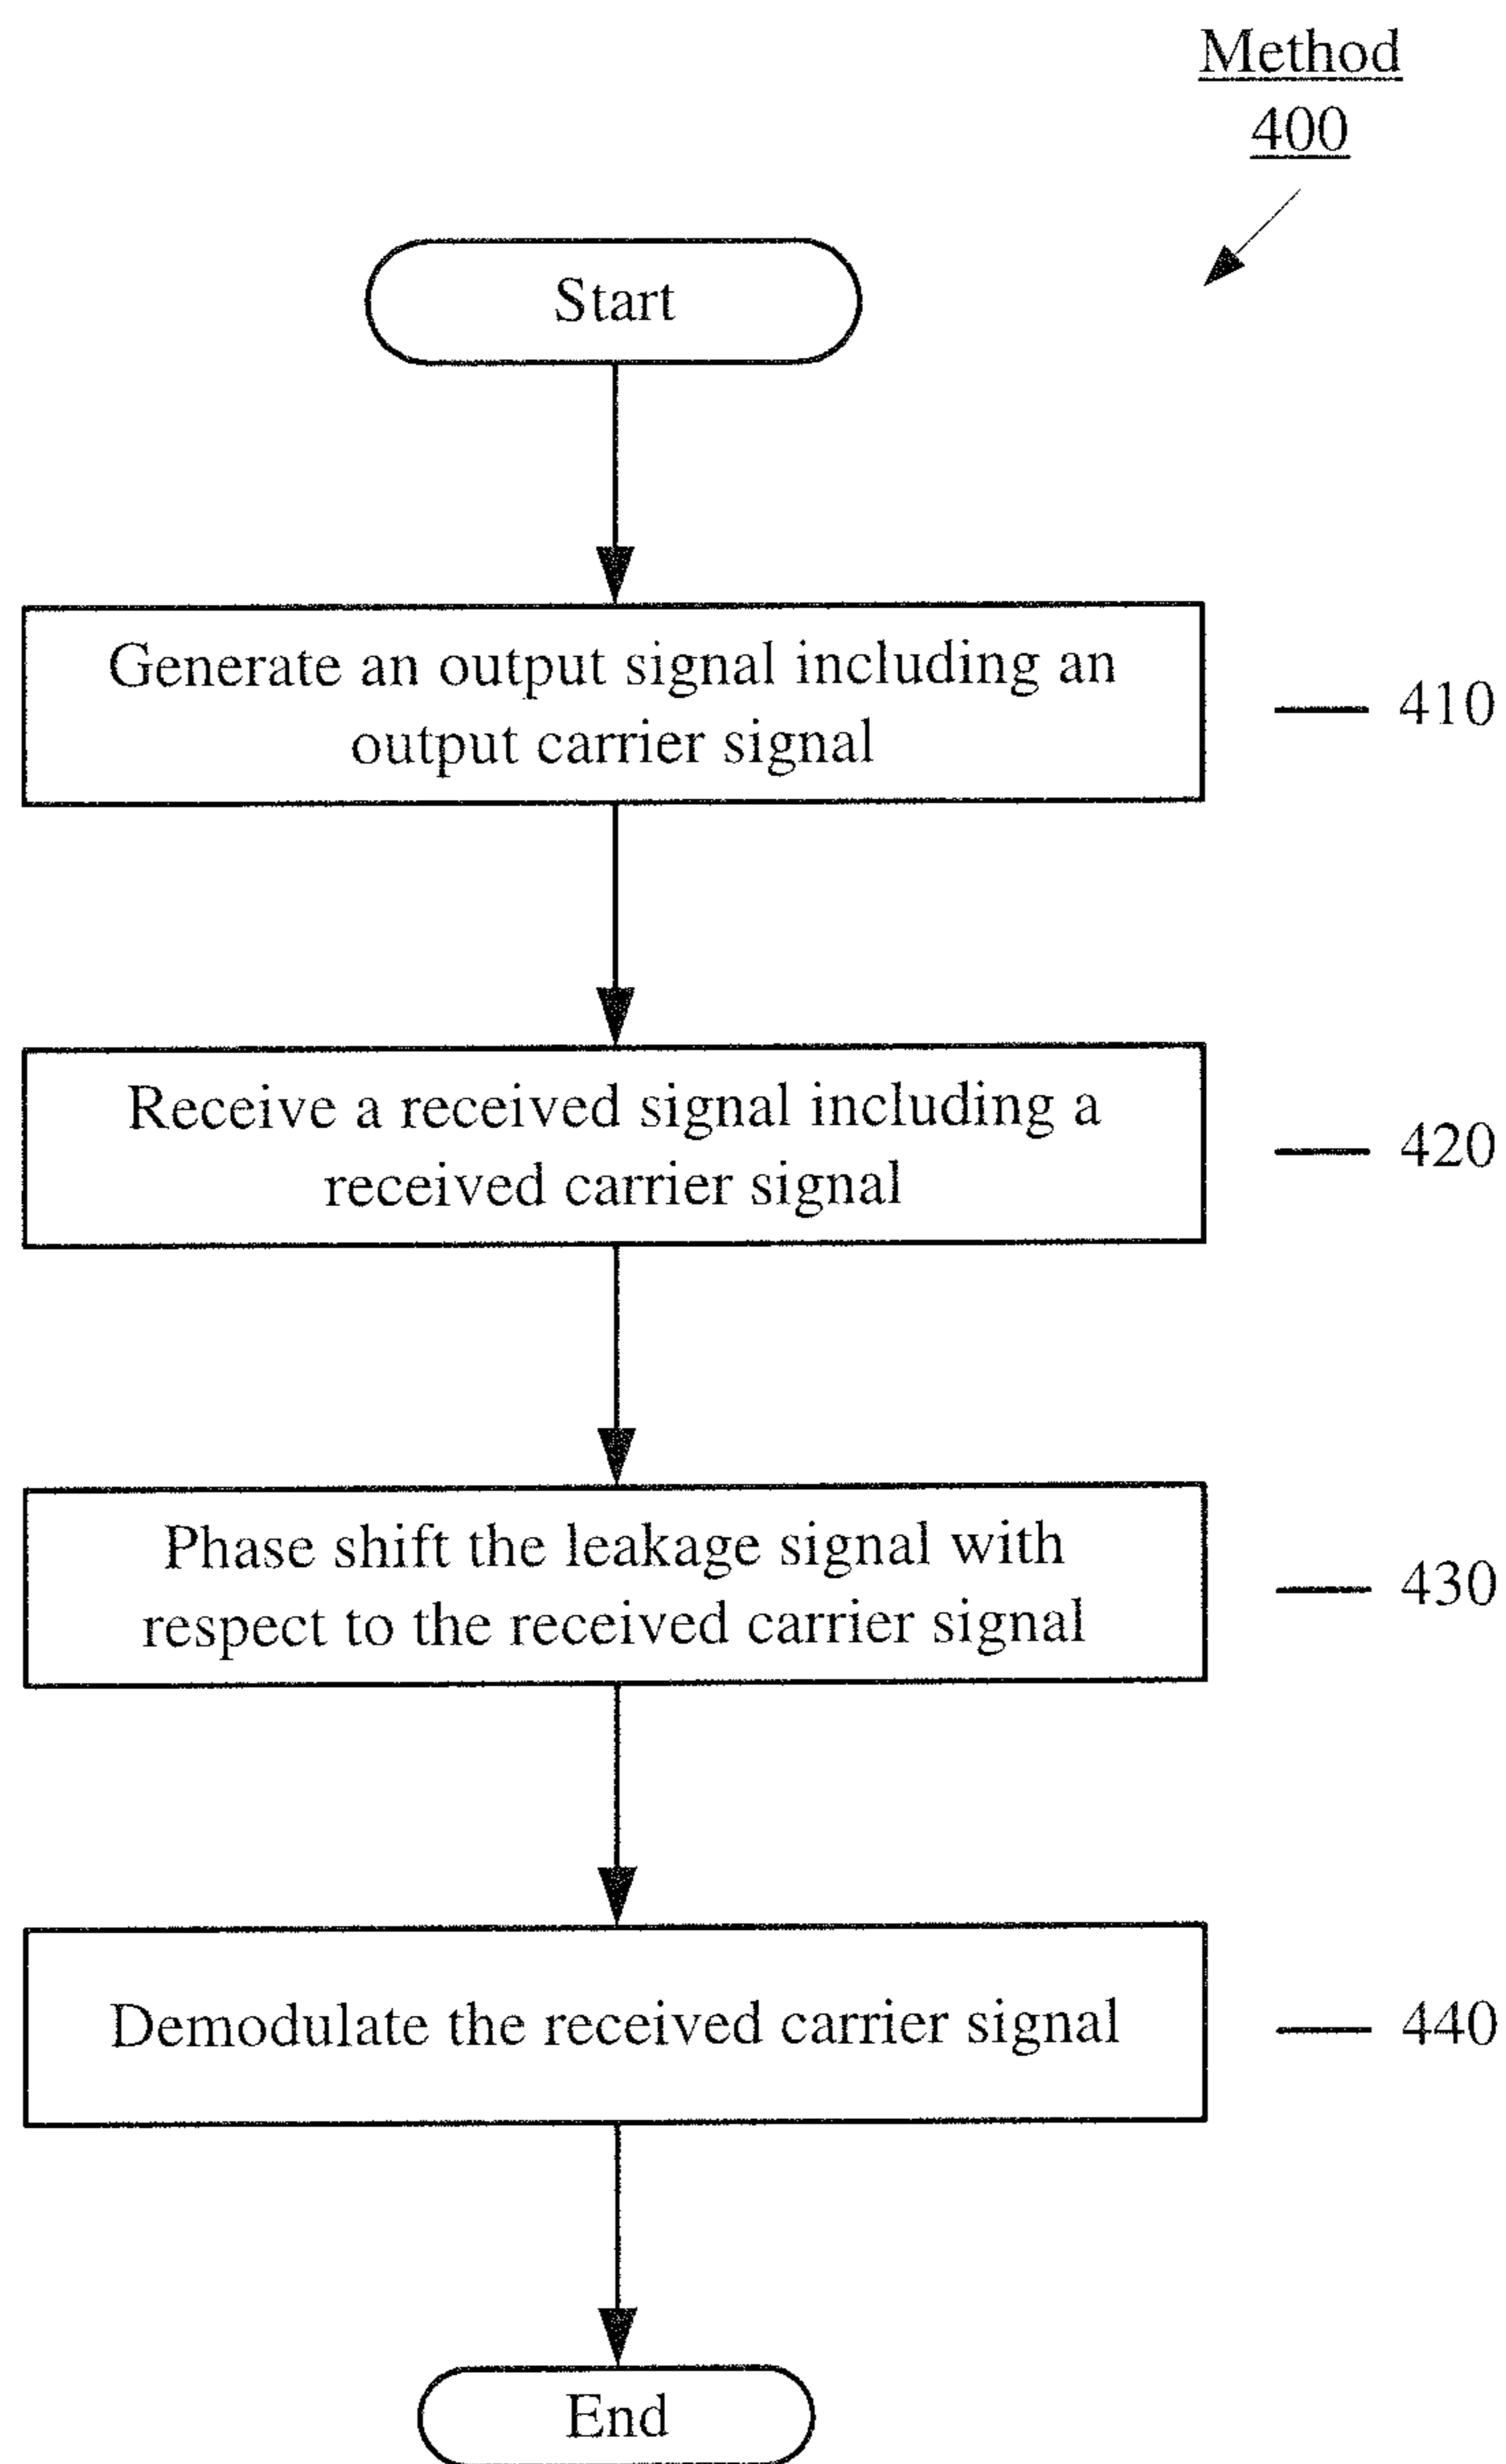 Method
400
Start
Generate an output signal including an
output carrier signal
410
Receive a received signal including a
received carrier signal
420
Phase shift the leakage signal with
respect to the received carrier signal
430
Demodulate the received carrier signal
440
End